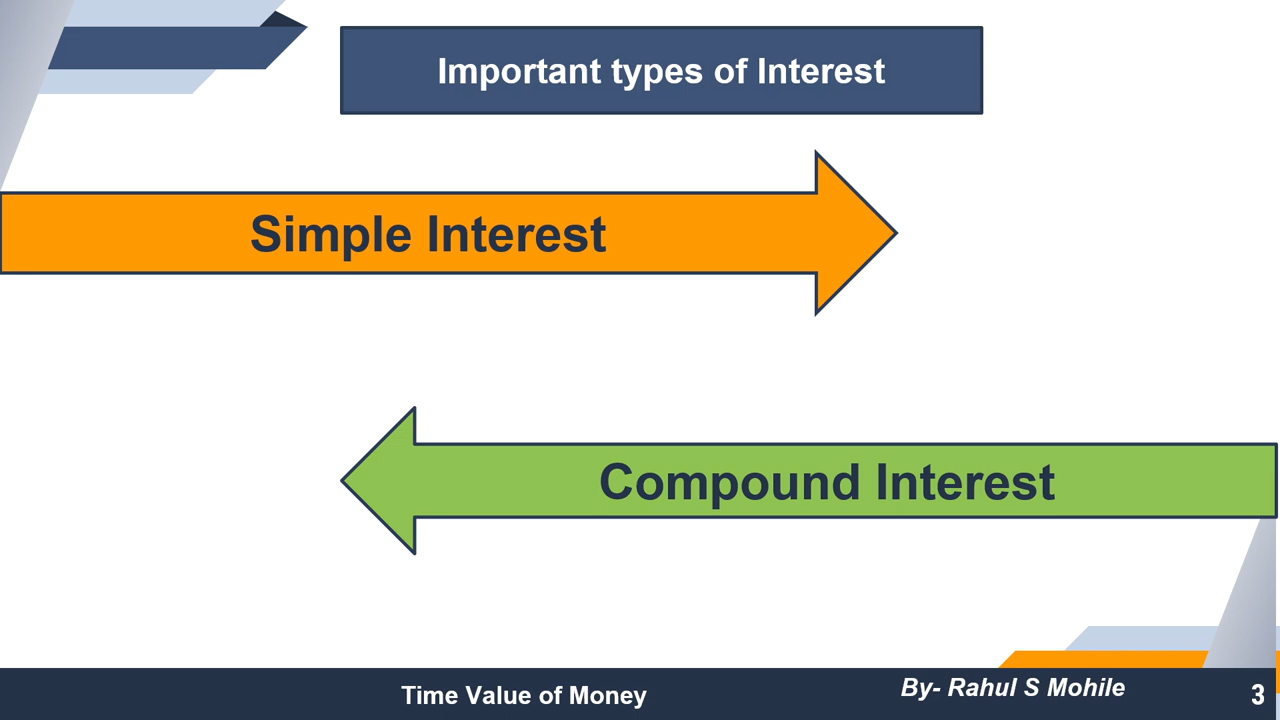 Important types of Interest
Simple Interest
Compound Interest
Time Value of Money
By- Rahul S Mohile
3